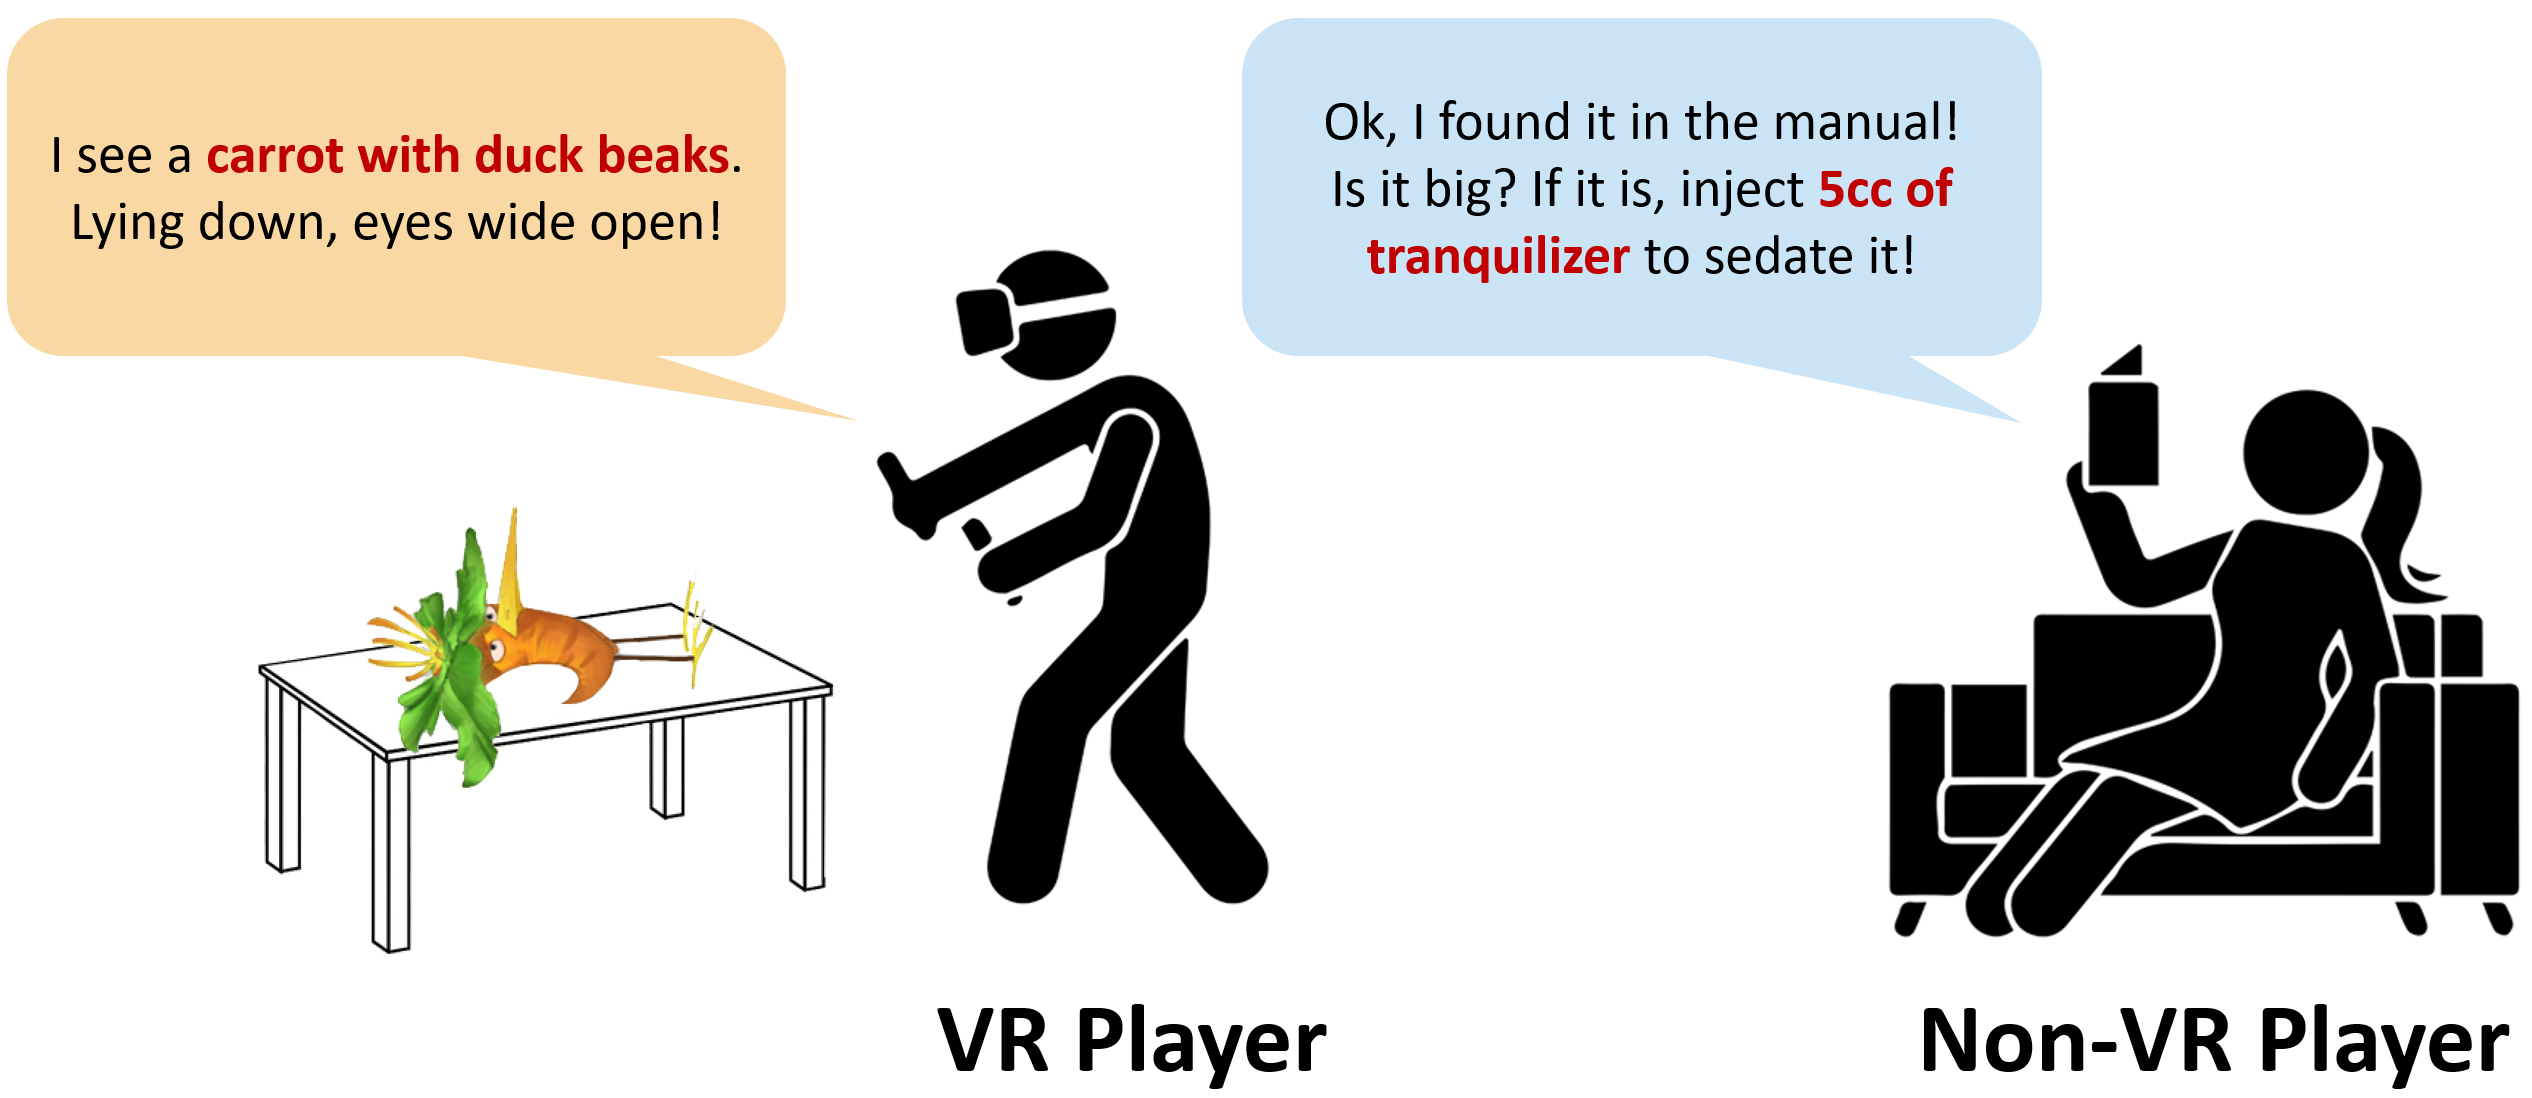 I see a carrot with duck beaks.
Lying down, eyes wide open!
Ok, I found it in the manual!
Is it big? If it is, inject 5cc of
tranquilizer to sedate it!
VR Player
Non-VR Player